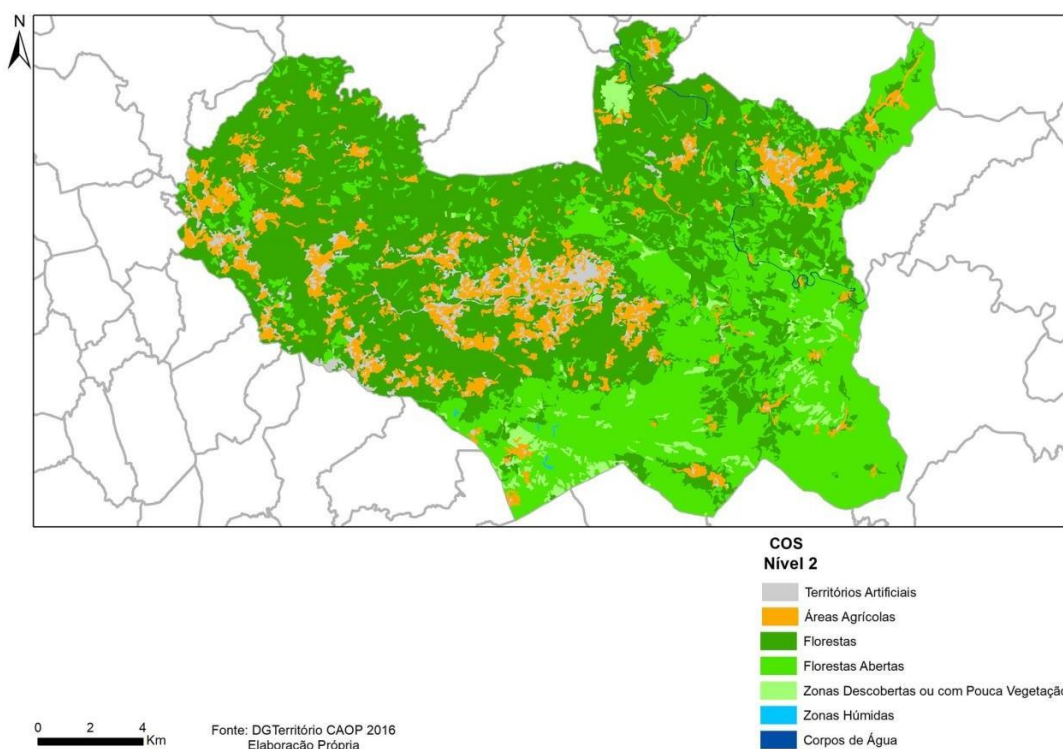 N
COS
Nível 2
Territórios Artificiais
Áreas Agrícolas
Florestas
Florestas Abertas
Zonas Descobertas ou com Pouca Vegetação
Zonas Húmidas
Corpos de Água
0 2 4
Km
Fonte: DGTerritório CAOP 2016
Elaboração Própria